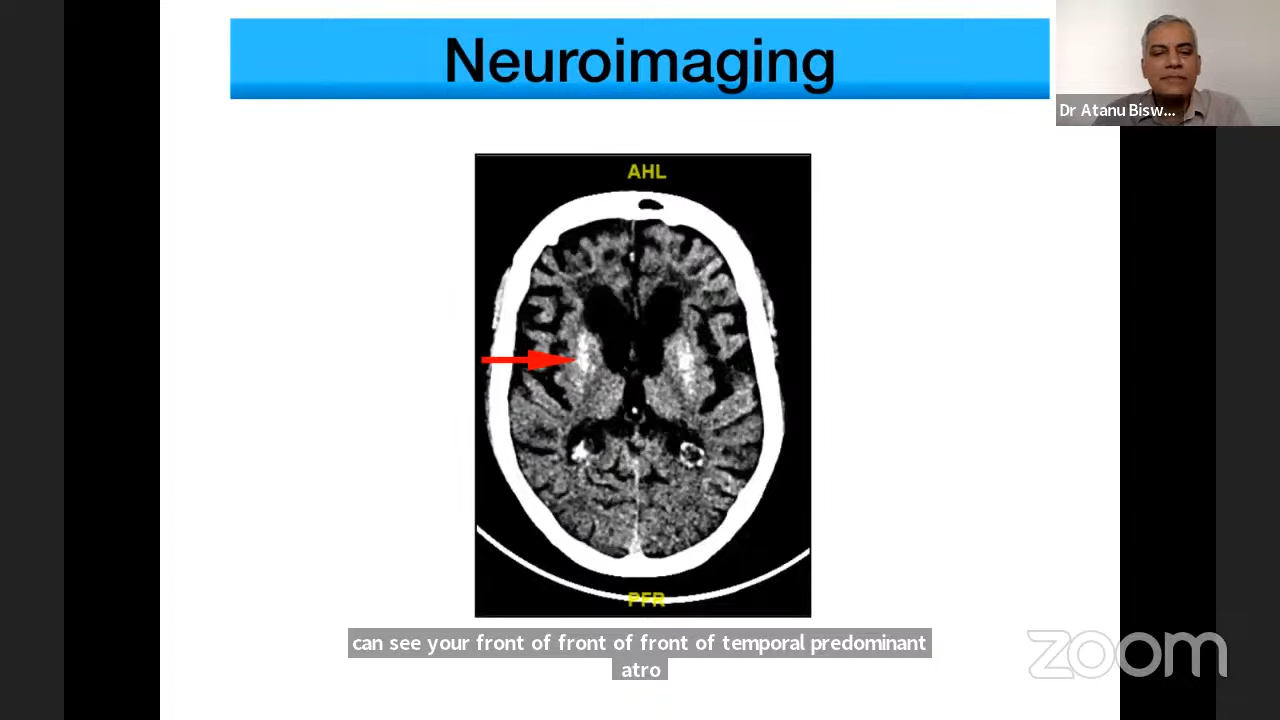 Neuroimaging
Dr Atanu Bisw...
AHL
PFR
can see your front of front of front of temporal predominant
atro
zoom